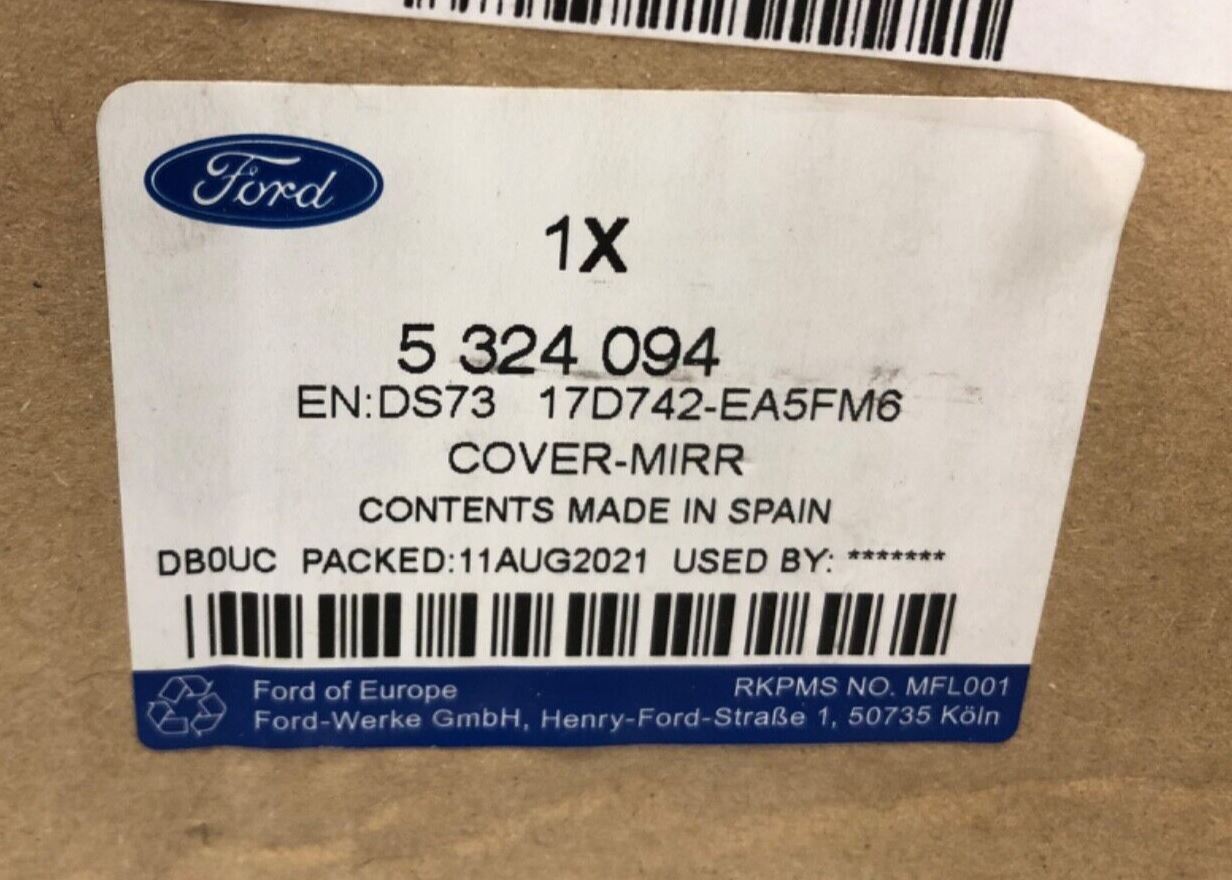 Ford
1X
5 324 094
EN:DS73 17D742-EA5FM6
COVER-MIRR
CONTENTS MADE IN SPAIN
DB0UC PACKED:11AUG2021 USED BY: *******
Ford of Europe RKPMS NO. MFL001
Ford-Werke GmbH, Henry-Ford-Straße 1, 50735 Köln